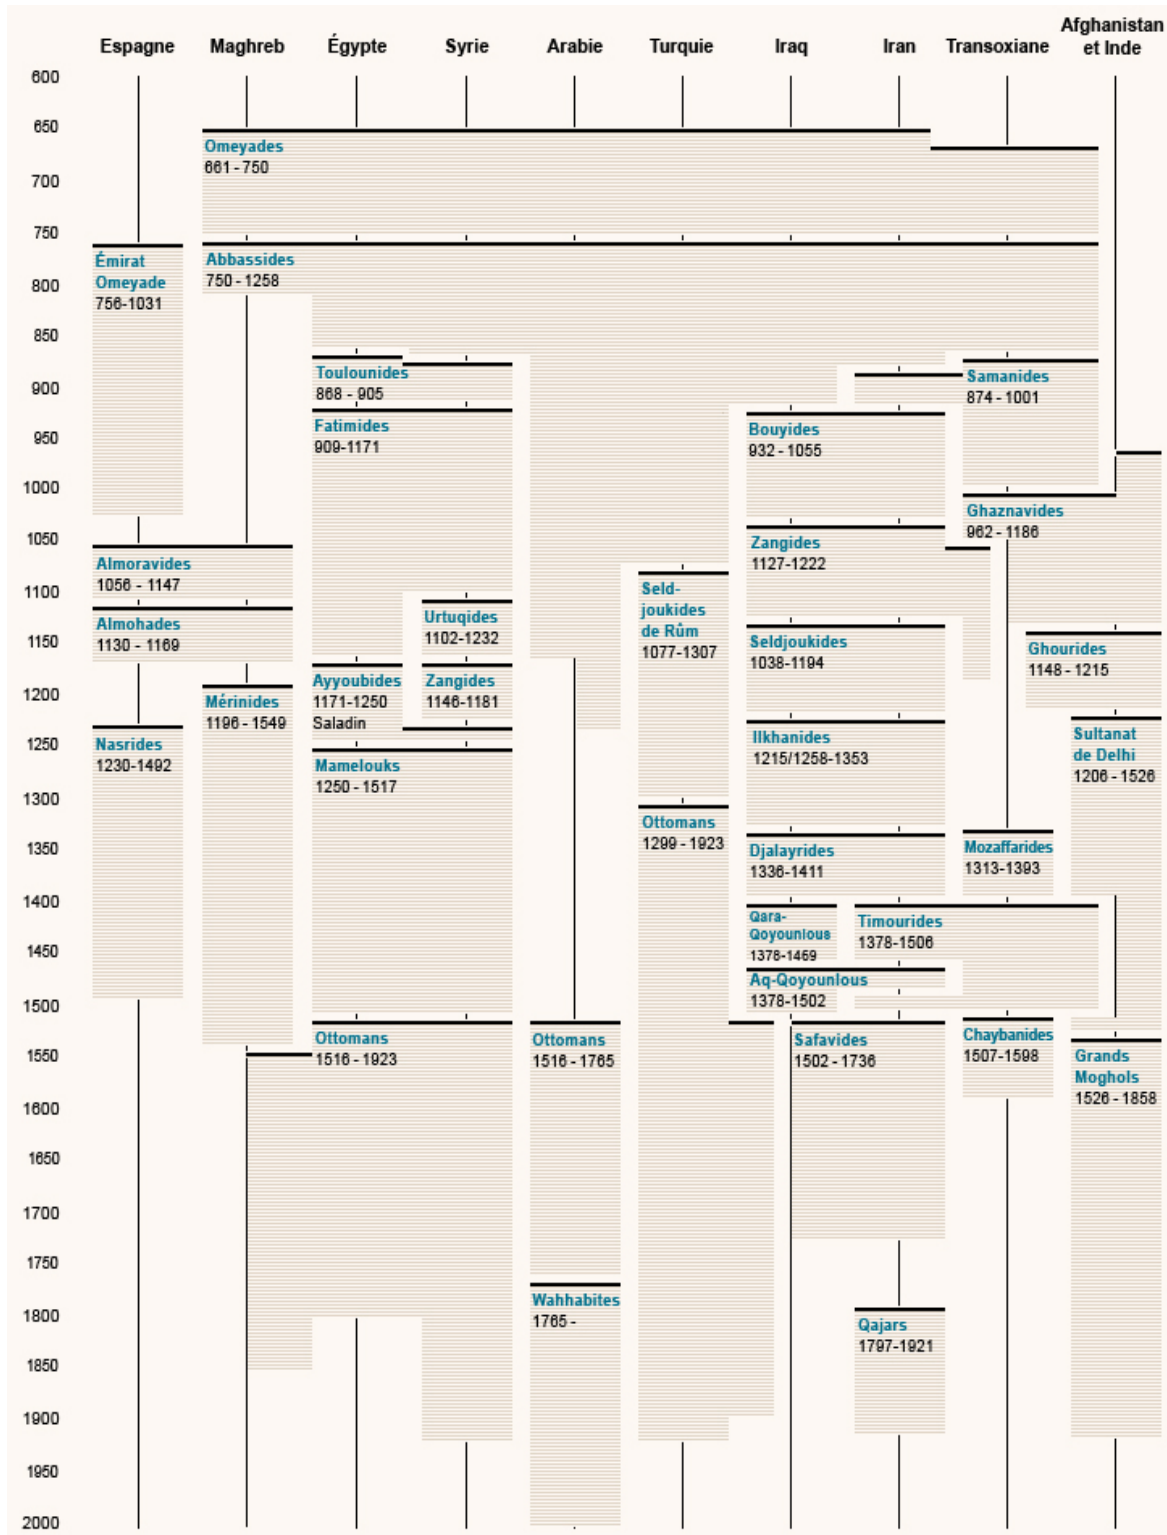 Espagne
Maghreb
Égypte
Syrie
Arabie
Turquie
Iraq
Iran
Transoxiane
Afghanistan
et Inde
600
650
700
750
800
850
900
950
1000
1050
1100
1150
1200
1250
1300
1350
1400
1450
1500
1550
1600
1650
1700
1750
1800
1850
1900
1950
2000
Omeyades
661 - 750
Émirat
Omeyade
756-1031
Abbassides
750 - 1258
Toulounides
868 - 905
Samanides
874 - 1001
Fatimides
909-1171
Bouyides
932 - 1055
Ghaznavides
962 - 1186
Almoravides
1056 - 1147
Zangides
1127-1222
Almohades
1130 - 1169
Urtuqides
1102-1232
Seld-
joukides
de Rûm
1077-1307
Seldjoukides
1038-1194
Ghourides
1148 - 1215
Ayyoubides
1171-1250
Saladin
Zangides
1146-1181
Mérinides
1196 - 1549
Nasrides
1230-1492
Mamelouks
1250 - 1517
Ilkhanides
1215/1258-1353
Sultanat
de Delhi
1206 - 1526
Ottomans
1299 - 1923
Djalayrides
1336-1411
Mozaffarides
1313-1393
Qara-
Qoyounlous
1378-1469
Timourides
1378-1506
Aq-Qoyounlous
1378-1502
Ottomans
1516 - 1923
Ottomans
1516 - 1765
Safavides
1502 - 1736
Chaybanides
1507-1598
Grands
Moghols
1526 - 1858
Wahhabites
1765 -
Qajars
1797-1921